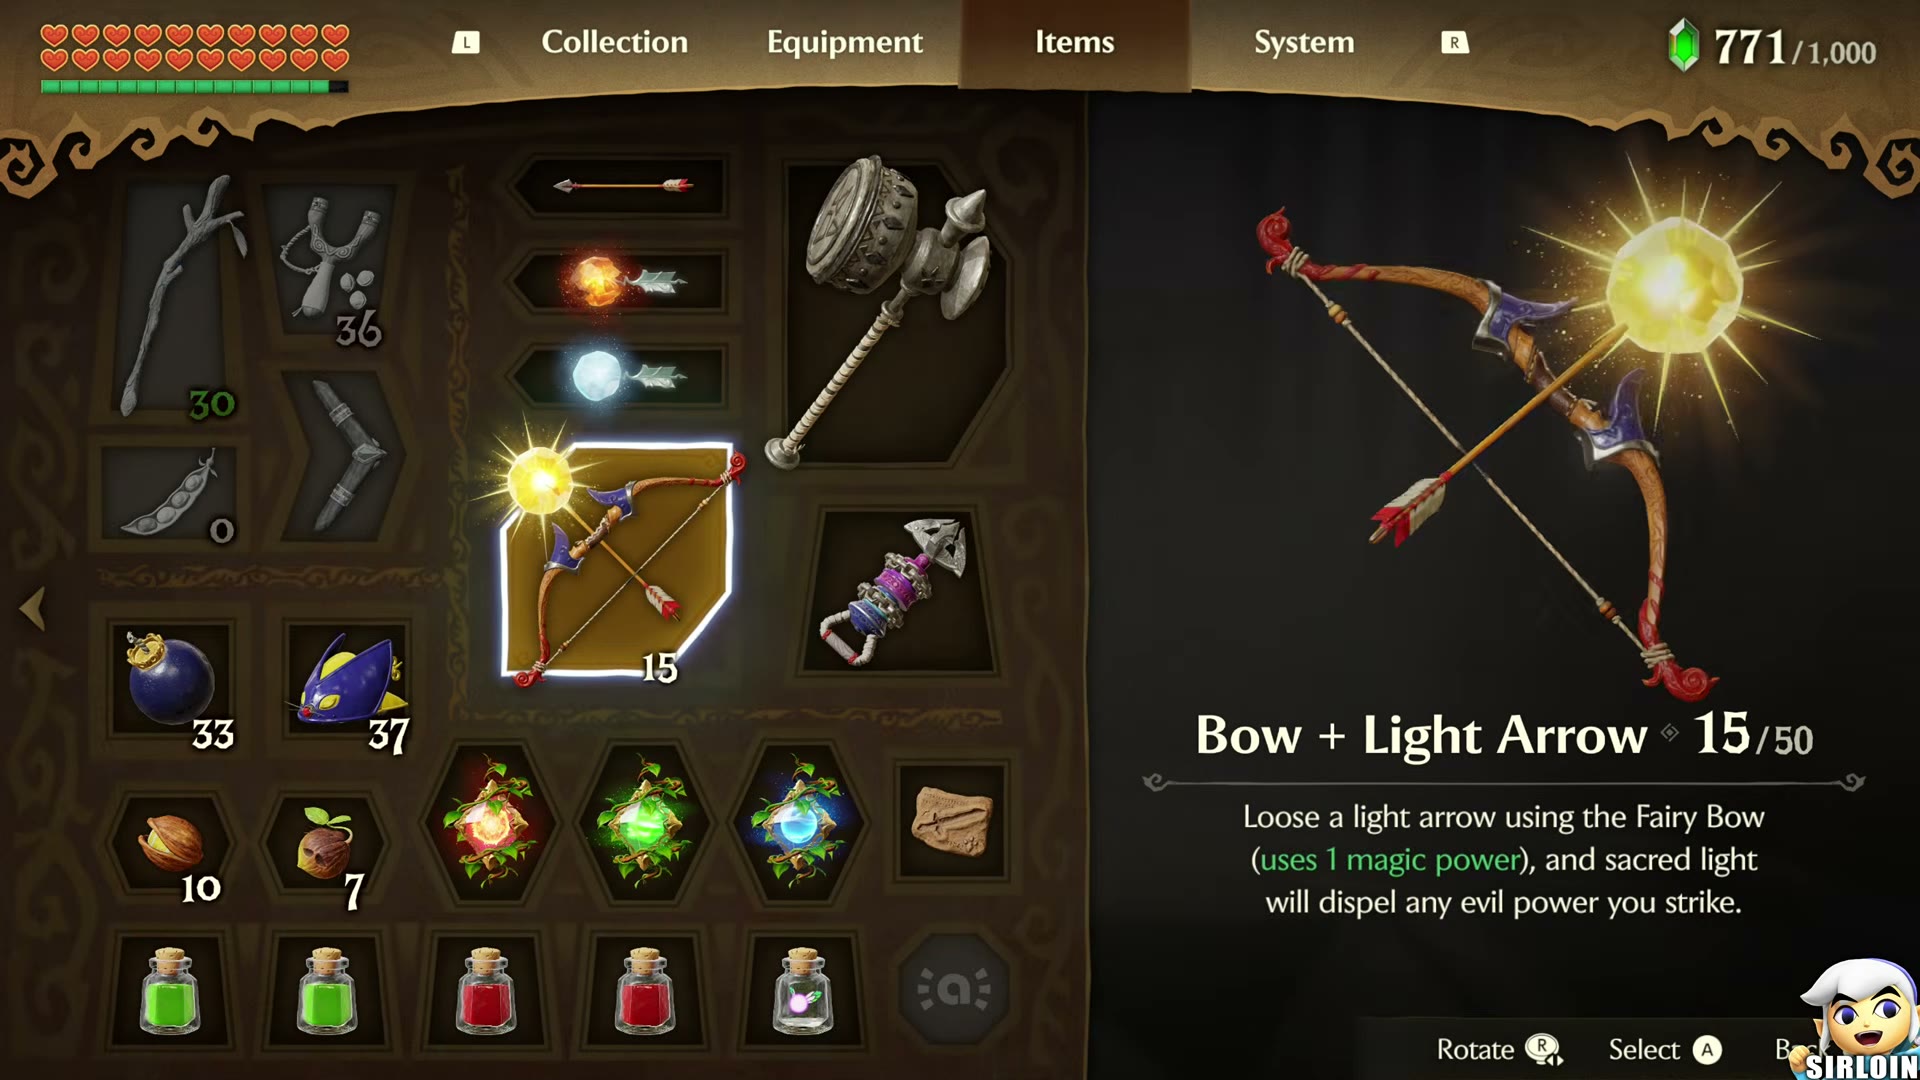 L Collection Equipment Items System R 771/1,000
36
30
0
15
33 37
10 7
a
Bow + Light Arrow 15/50
Loose a light arrow using the Fairy Bow
(uses 1 magic power), and sacred light
will dispel any evil power you strike.
Rotate R Select A
SIRLOIN